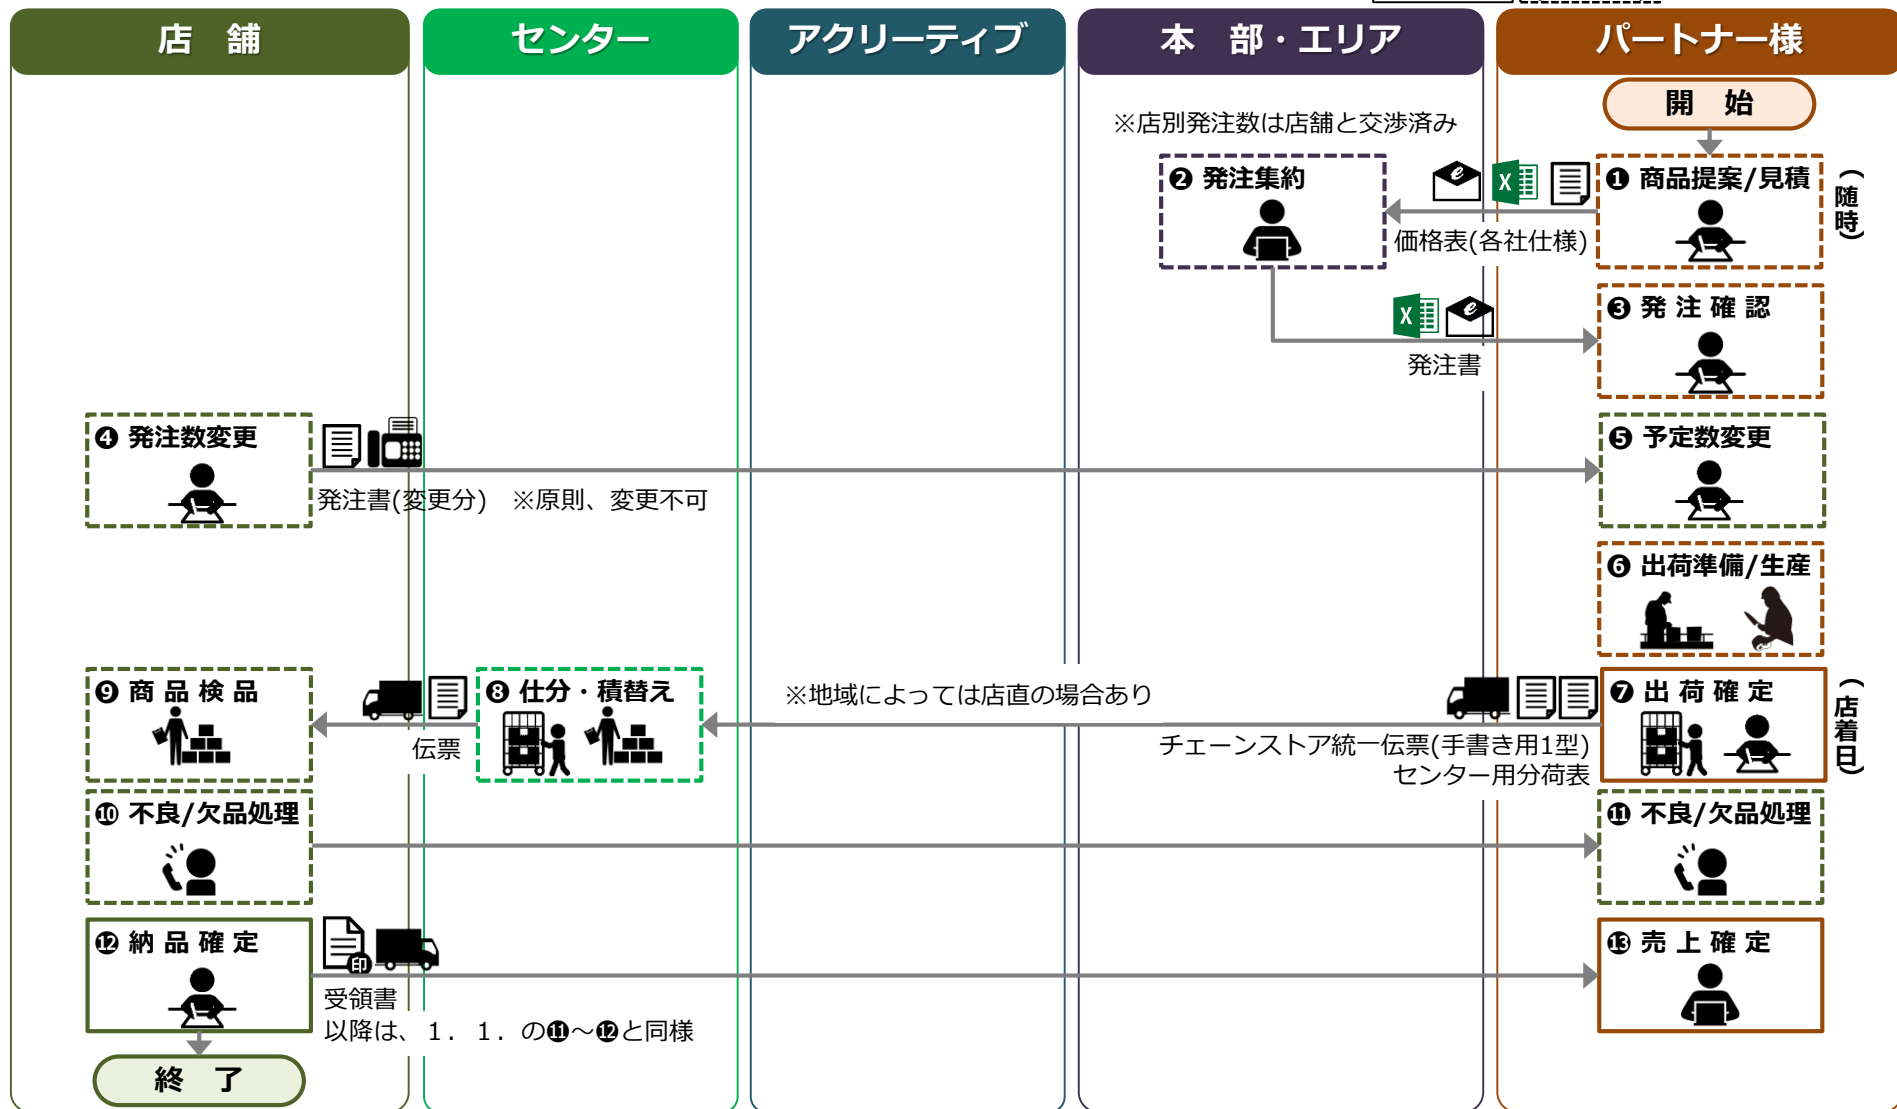 店　舗
センター
アクリーティブ
本　部・エリア
パートナー様
開　始
※店別発注数は店舗と交渉済み
❷ 発注集約
❶ 商品提案/見積
(随時)
価格表(各社仕様)
❸ 発 注 確 認
発注書
❹ 発注数変更
❺ 予定数変更
発注書(変更分)　※原則、変更不可
❻ 出荷準備/生産
❾ 商 品 検 品
❽ 仕分・積替え
※地域によっては店直の場合あり
❼ 出 荷 確 定
(店着日)
伝票
チェーンストア統一伝票(手書き用1型)
センター用分荷表
❿ 不良/欠品処理
⓫ 不良/欠品処理
⓬ 納 品 確 定
印
⓭ 売 上 確 定
受領書
以降は、１．１．の⓫～⓬と同様
終　了